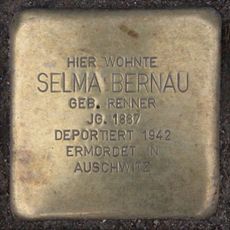 HIER WOHNTE
SELMA BERNAU
GEB. RENNER
JG. 1887
DEPORTIERT 1942
ERMORDET IN
AUSCHWITZ